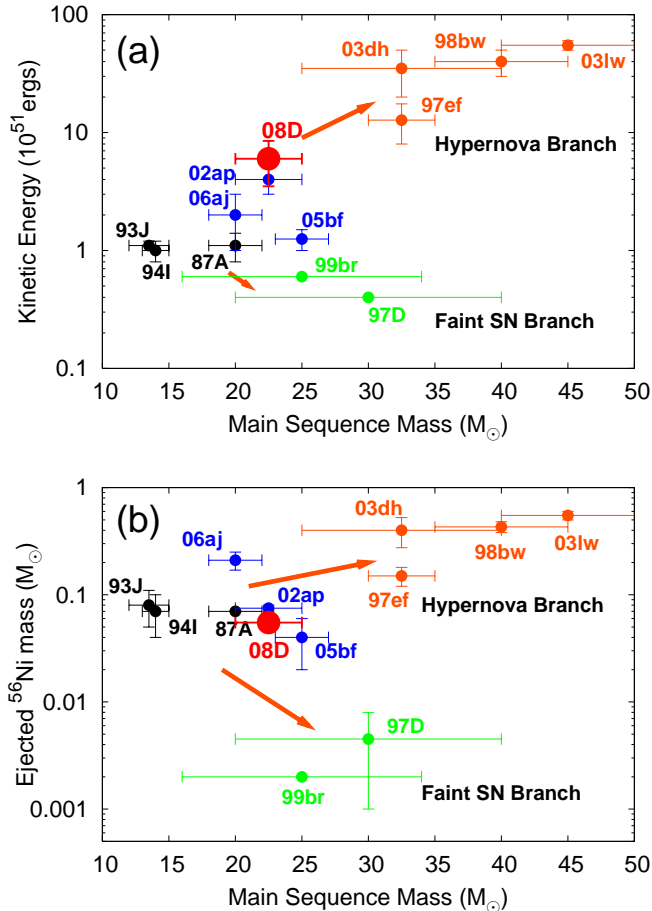 (a)
100
10
1
0.1
Kinetic Energy (10^51 ergs)
98bw
03dh
03lw
97ef
08D
Hypernova Branch
02ap
06aj
93J
05bf
94I
87A
99br
97D
Faint SN Branch
10 15 20 25 30 35 40 45 50
Main Sequence Mass (M☉)
(b)
1
0.1
0.01
0.001
Ejected ^56Ni mass (M☉)
03dh
06aj
98bw
03lw
93J
02ap
97ef
Hypernova Branch
94I
87A
08D
05bf
97D
99br
Faint SN Branch
10 15 20 25 30 35 40 45 50
Main Sequence Mass (M☉)